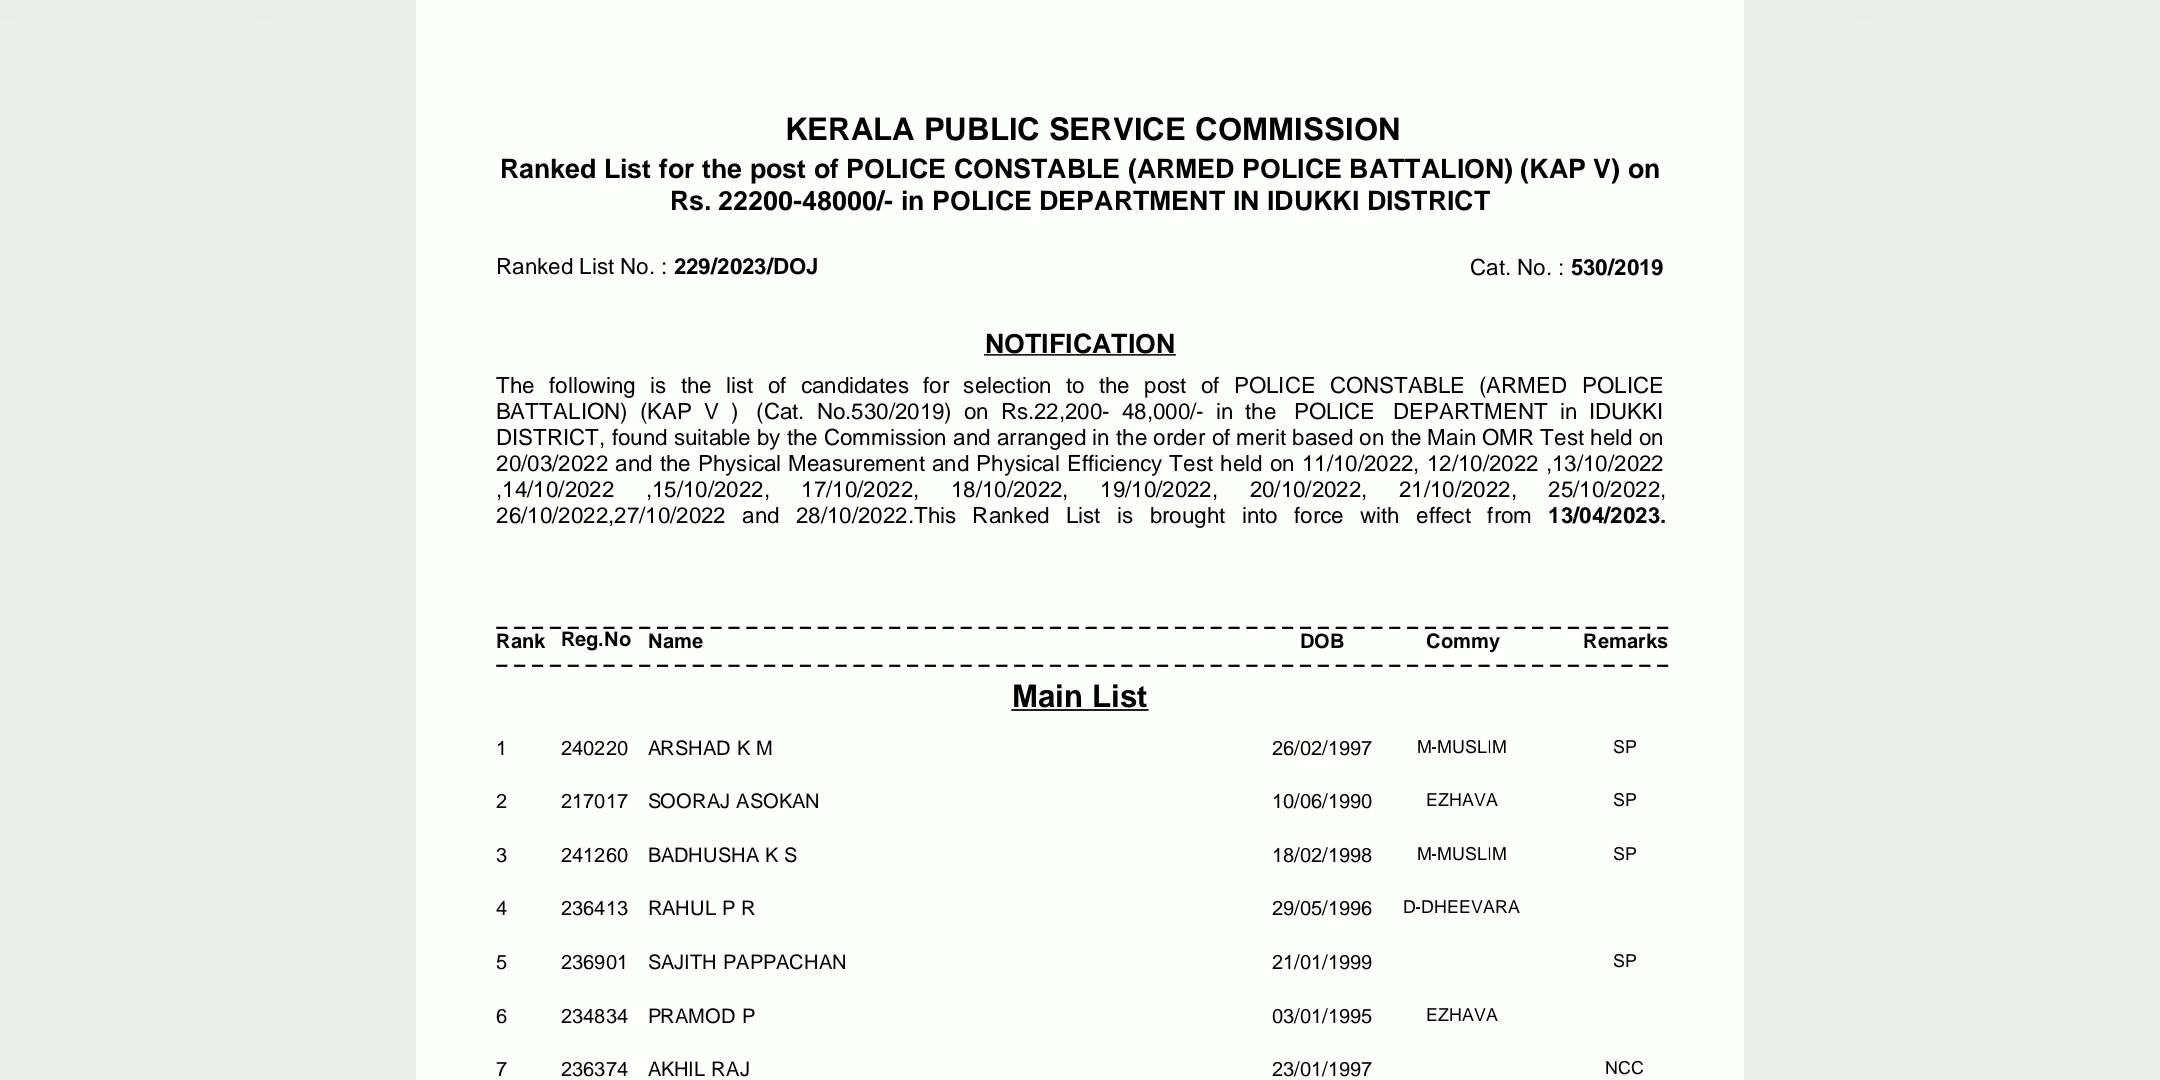 KERALA PUBLIC SERVICE COMMISSION
Ranked List for the post of POLICE CONSTABLE (ARMED POLICE BATTALION) (KAP V) on
Rs. 22200-48000/- in POLICE DEPARTMENT IN IDUKKI DISTRICT
Ranked List No. : 229/2023/DOJ Cat. No. : 530/2019
NOTIFICATION
The following is the list of candidates for selection to the post of POLICE CONSTABLE (ARMED POLICE
BATTALION) (KAP V ) (Cat. No.530/2019) on Rs.22,200- 48,000/- in the POLICE DEPARTMENT in IDUKKI
DISTRICT, found suitable by the Commission and arranged in the order of merit based on the Main OMR Test held on
20/03/2022 and the Physical Measurement and Physical Efficiency Test held on 11/10/2022, 12/10/2022 ,13/10/2022
,14/10/2022 ,15/10/2022, 17/10/2022, 18/10/2022, 19/10/2022, 20/10/2022, 21/10/2022, 25/10/2022,
26/10/2022,27/10/2022 and 28/10/2022.This Ranked List is brought into force with effect from 13/04/2023.
Rank Reg.No Name DOB Commy Remarks
Main List
1 240220 ARSHAD K M 26/02/1997 M-MUSLIM SP
2 217017 SOORAJ ASOKAN 10/06/1990 EZHAVA SP
3 241260 BADHUSHA K S 18/02/1998 M-MUSLIM SP
4 236413 RAHUL P R 29/05/1996 D-DHEEVARA
5 236901 SAJITH PAPPACHAN 21/01/1999 SP
6 234834 PRAMOD P 03/01/1995 EZHAVA
7 236374 AKHIL RAJ 23/01/1997 NCC